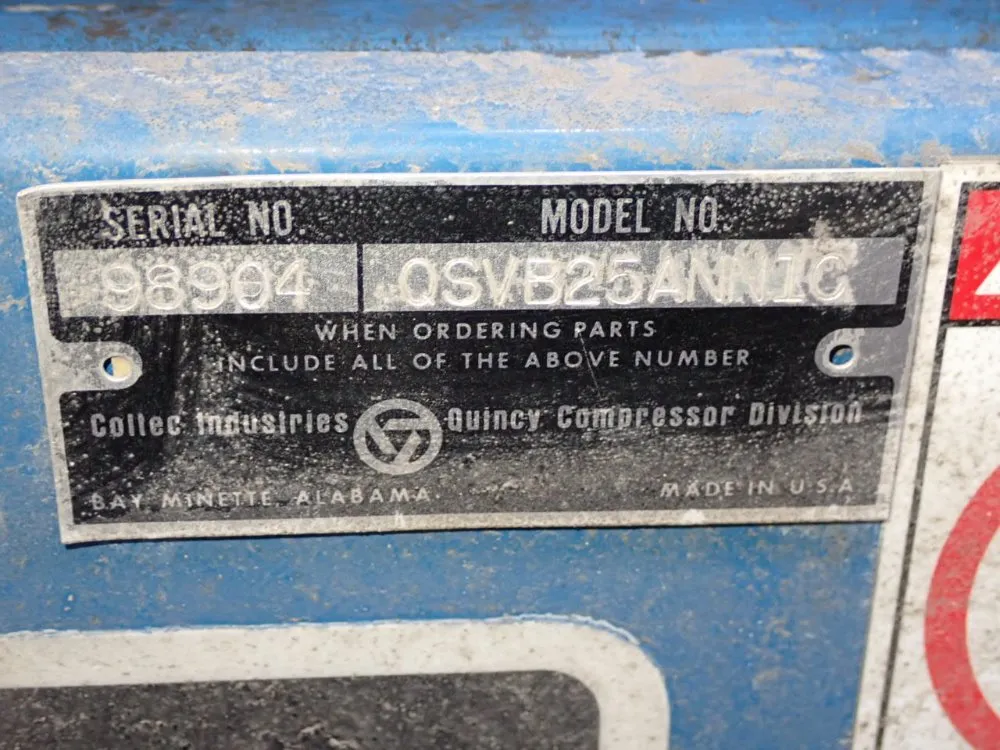 SERIAL NO. MODEL NO.
98904 QSVB25ANN1C
WHEN ORDERING PARTS
INCLUDE ALL OF THE ABOVE NUMBER
Coltec Industries Quincy Compressor Division
BAY MINETTE, ALABAMA. MADE IN U.S.A